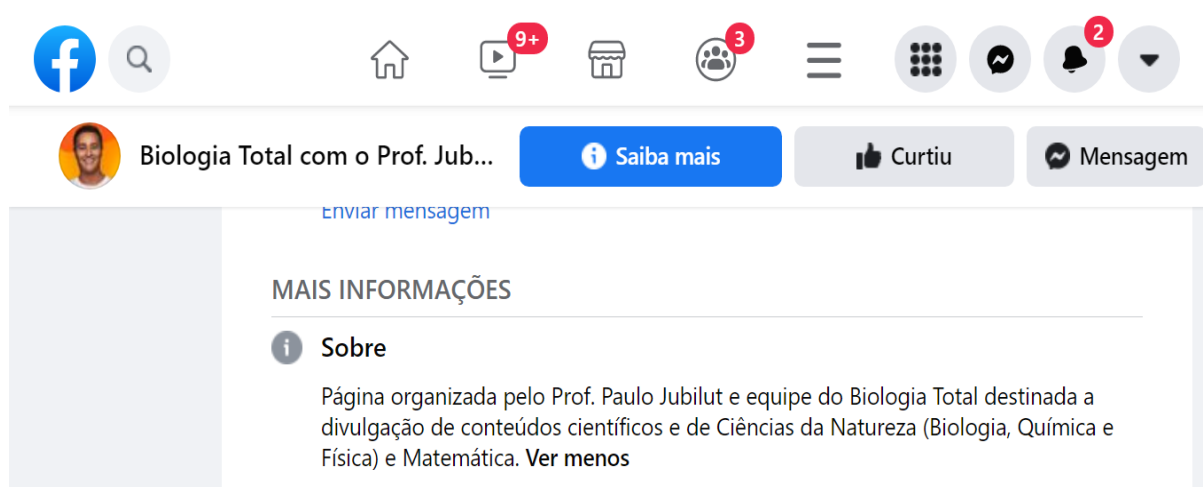 9+
3
2
Biologia Total com o Prof. Jub...
Saiba mais
Curtiu
Mensagem
Enviar mensagem
MAIS INFORMAÇÕES
Sobre
Página organizada pelo Prof. Paulo Jubilut e equipe do Biologia Total destinada a
divulgação de conteúdos científicos e de Ciências da Natureza (Biologia, Química e
Física) e Matemática. Ver menos